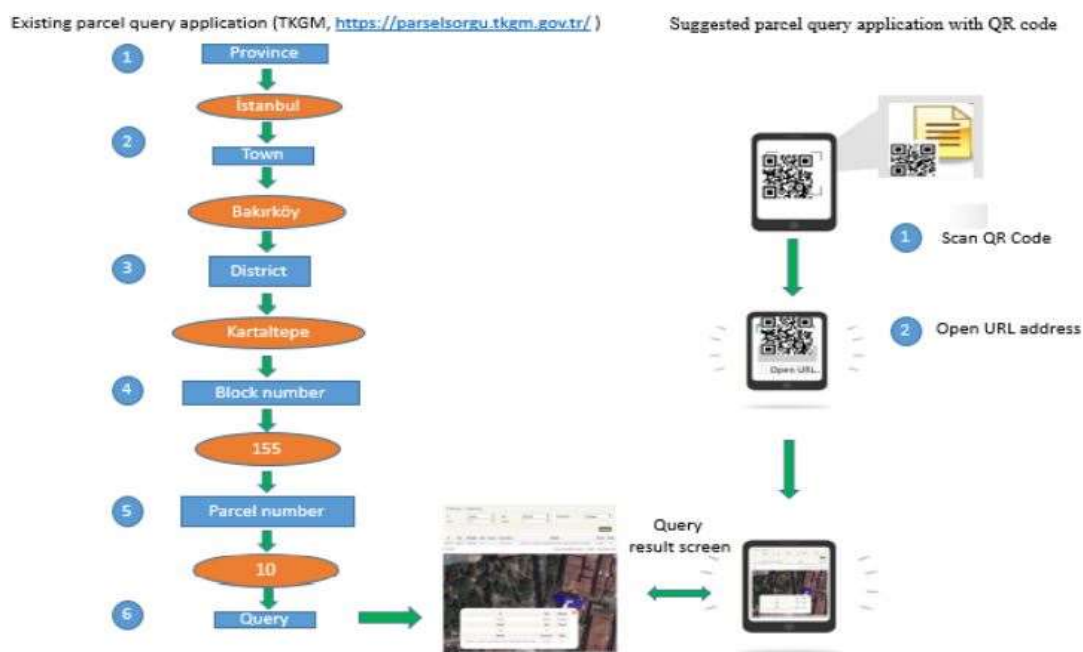 Existing parcel query application (TKGM, https://parselsorgu.tkgm.gov.tr/ )
1
Province
İstanbul
2
Town
Bakırköy
3
District
Kartaltepe
4
Block number
155
5
Parcel number
10
6
Query
Query
result screen
Suggested parcel query application with QR code
1
Scan QR Code
2
Open URL address
Open URL.